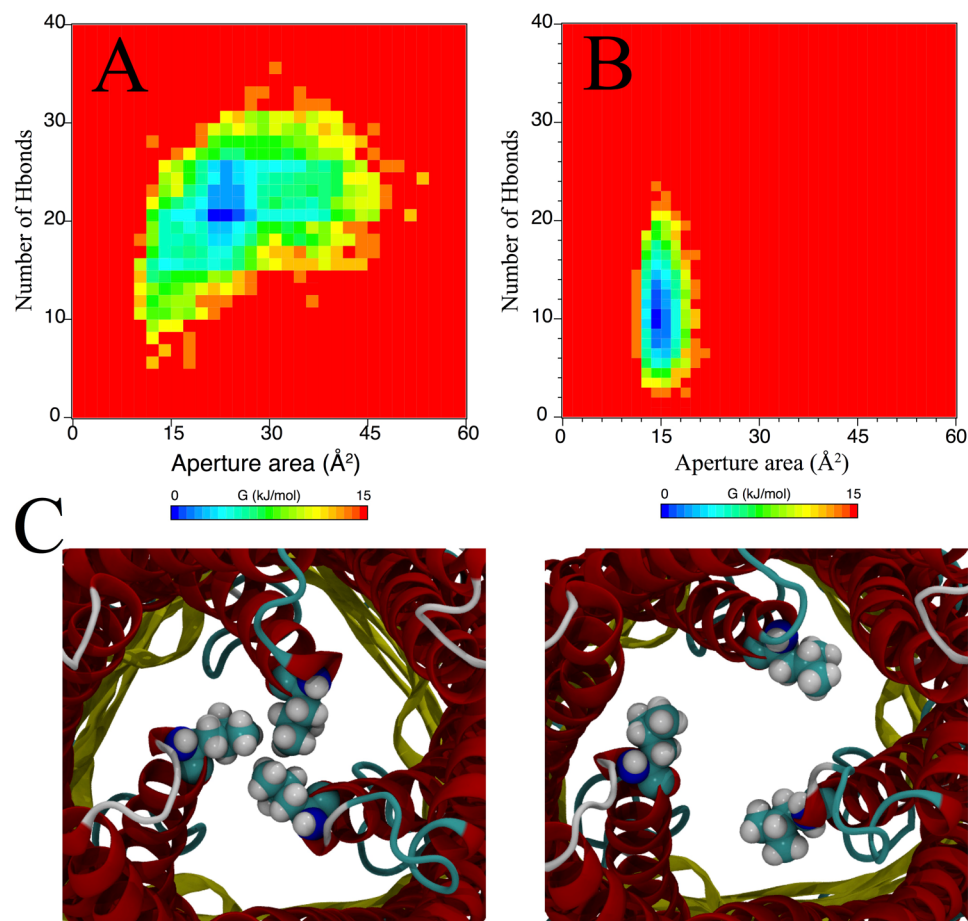 A
Number of Hbonds
40
30
20
10
0
0 15 30 45 60
Aperture area (Å²)
0 G (kJ/mol) 15
B
Number of Hbonds
40
30
20
10
0
0 15 30 45 60
Aperture area (Å²)
0 G (kJ/mol) 15
C